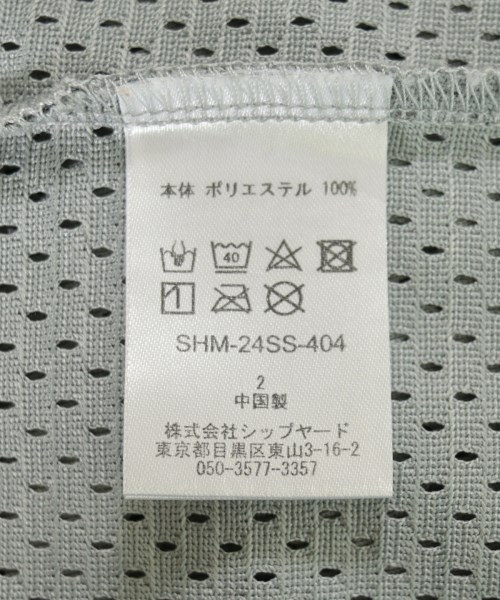 本体 ポリエステル 100%
40
SHM-24SS-404
2
中国製
株式会社シップヤード
東京都目黒区東山3-16-2
050-3577-3357